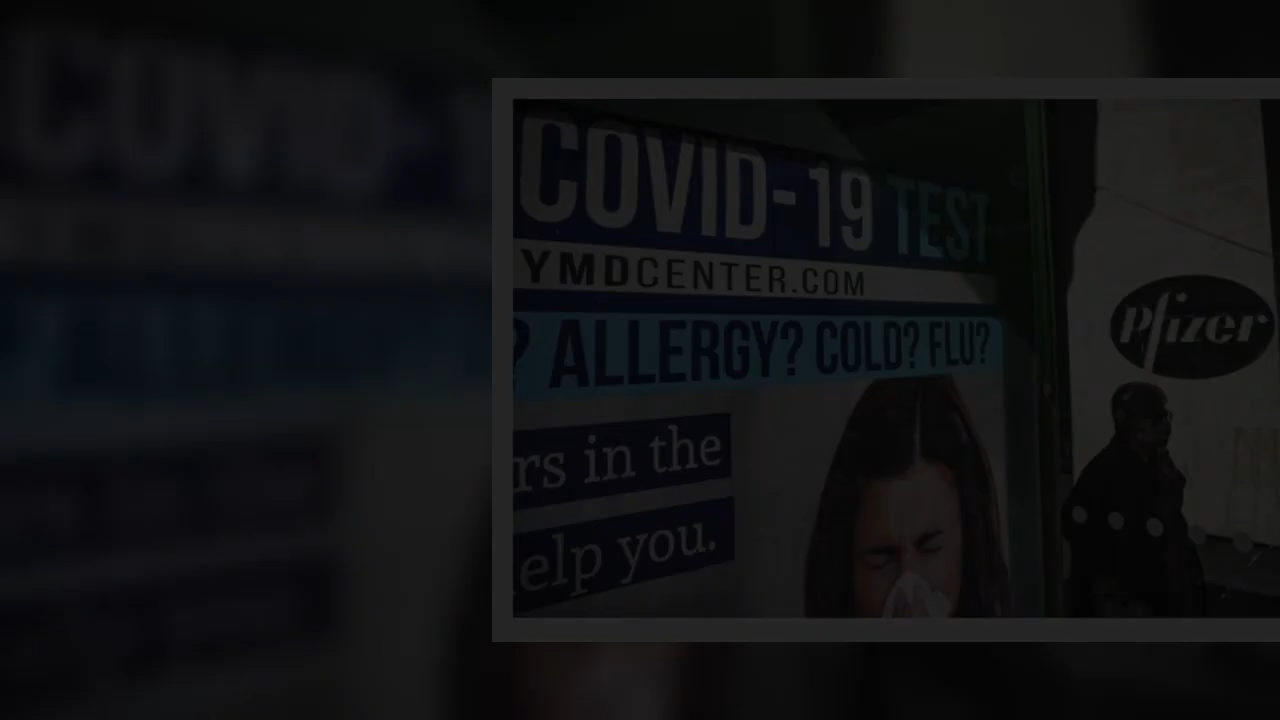 COVID-19 TEST
YMDCENTER.COM
? ALLERGY? COLD? FLU?
rs in the
elp you.
Pfizer